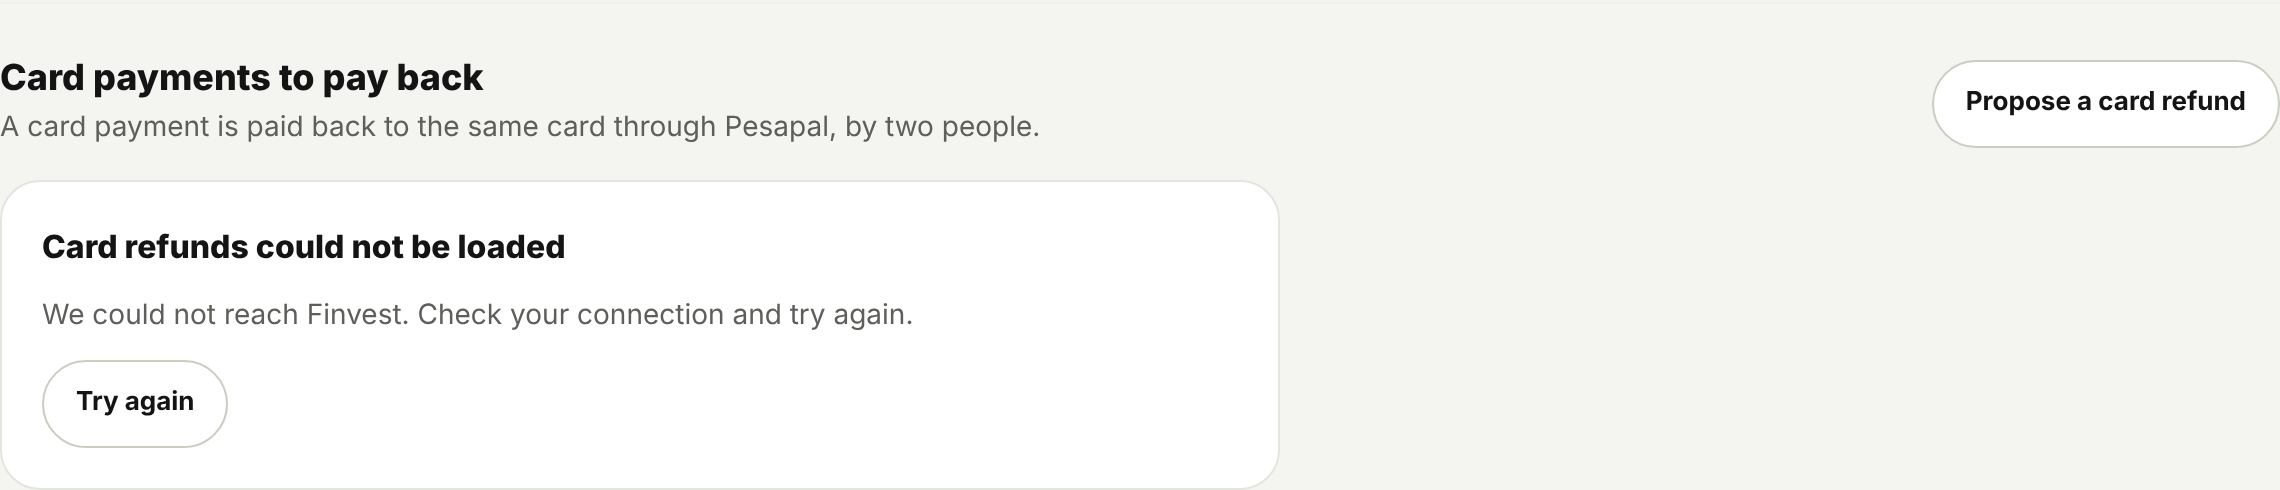 Card payments to pay back
A card payment is paid back to the same card through Pesapal, by two people.
Propose a card refund
Card refunds could not be loaded
We could not reach Finvest. Check your connection and try again.
Try again